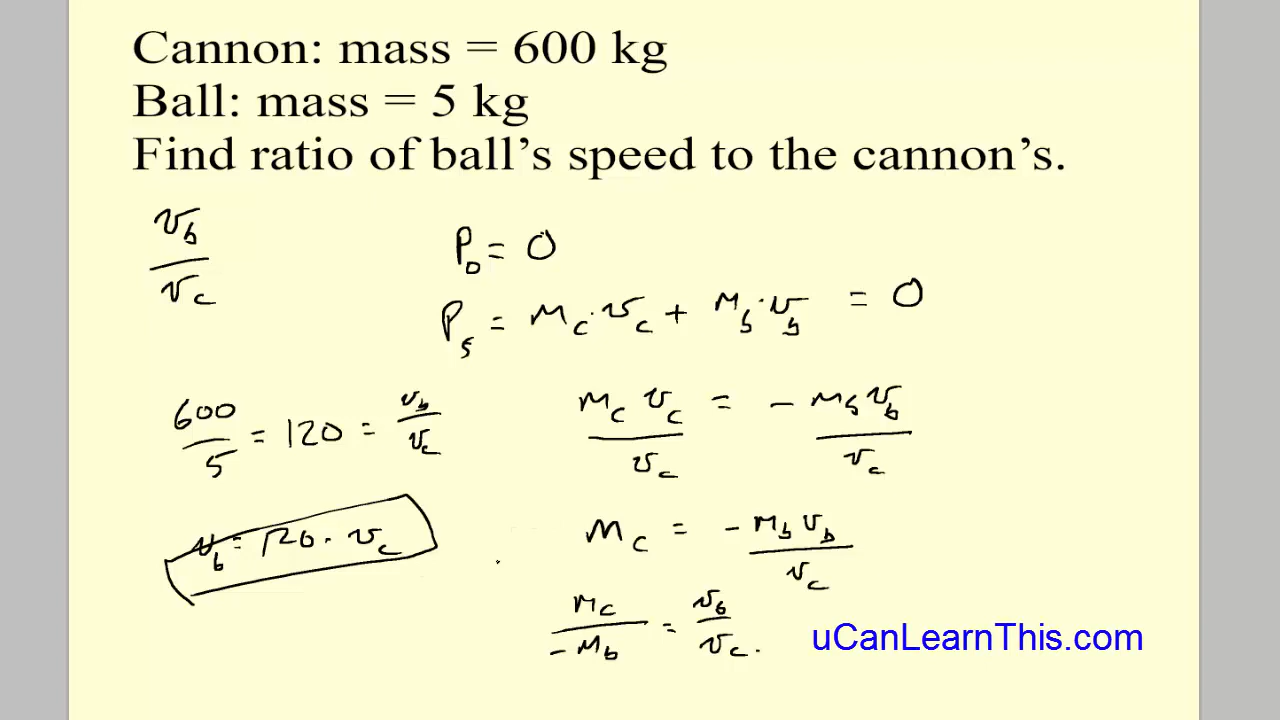 Cannon: mass = 600 kg
Ball: mass = 5 kg
Find ratio of ball's speed to the cannon's.
v_b / v_c
P_0 = 0
P_f = M_c · v_c + M_b · v_b = 0
600 / 5 = 120 = v_b / v_c
m_c v_c / v_c = - M_b v_b / v_c
v_b = 120 · v_c
M_c = - M_b v_b / v_c
M_c / - M_b = v_b / v_c .
uCanLearnThis.com